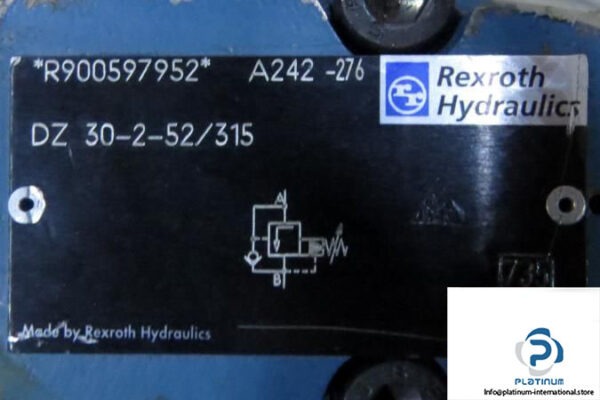 *R900597952* A242 -276
Rexroth
Hydraulics
DZ 30-2-52/315
A
B
Made by Rexroth Hydraulics
PLATINUM
Info@platinum-international.store